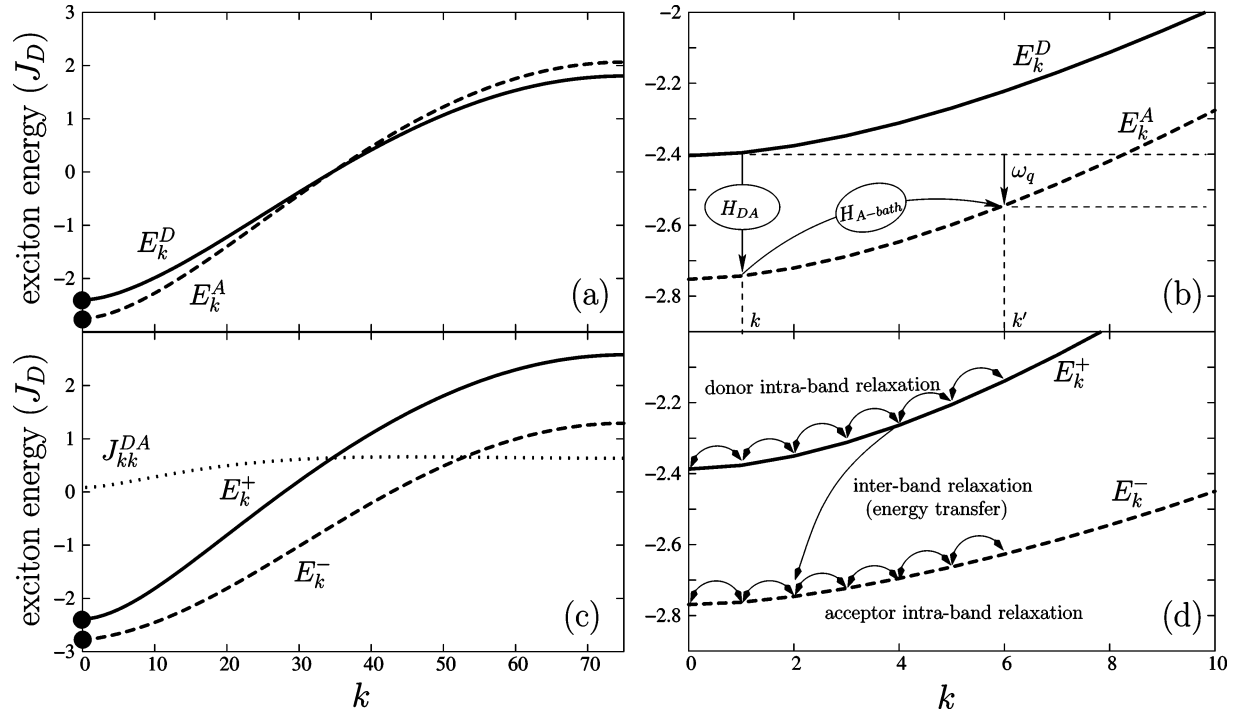 exciton energy (J_D)
3
2
1
0
−1
−2
E_k^D
E_k^A
(a)
−2
−2.2
−2.4
−2.6
−2.8
E_k^D
E_k^A
ω_q
H_DA
H_A−bath
k
k′
(b)
exciton energy (J_D)
2
1
0
−1
−2
−3
J_kk^DA
E_k^+
E_k^−
(c)
0
10
20
30
40
50
60
70
k
−2.2
−2.4
−2.6
−2.8
donor intra-band relaxation
E_k^+
inter-band relaxation
(energy transfer)
E_k^−
acceptor intra-band relaxation
(d)
0
2
4
6
8
10
k